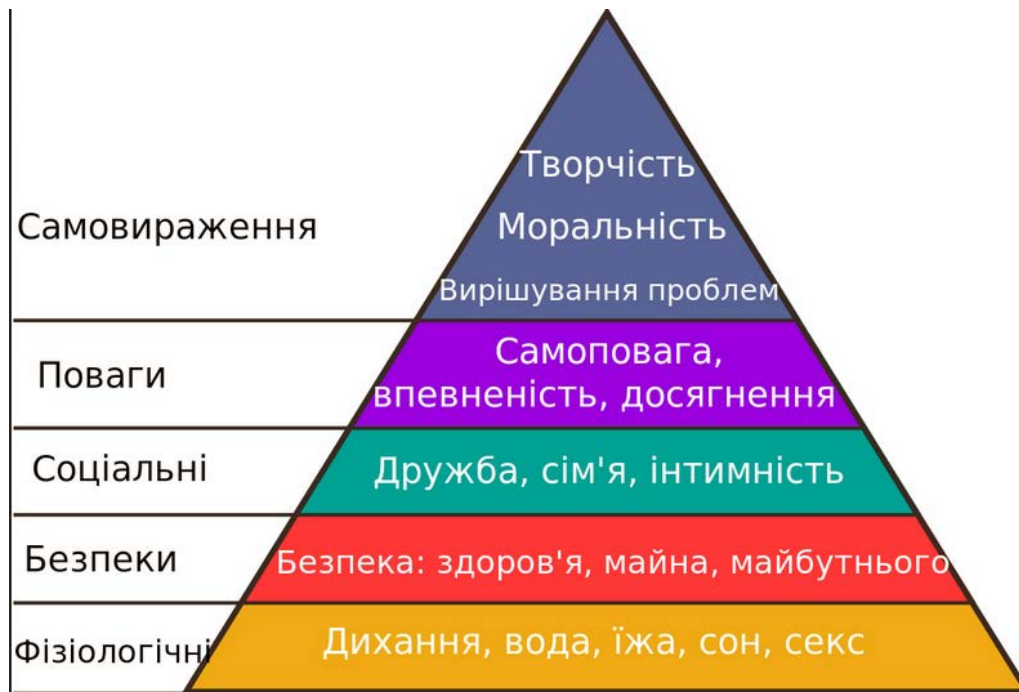 Творчість
Самовираження
Моральність
Вирішування проблем
Поваги
Самоповага,
впевненість, досягнення
Соціальні
Дружба, сім'я, інтимність
Безпеки
Безпека: здоров'я, майна, майбутнього
Фізіологічні
Дихання, вода, їжа, сон, секс